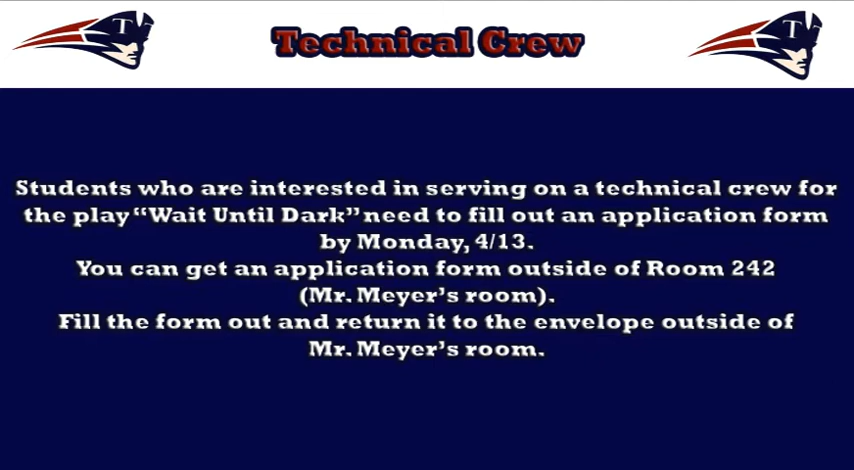 T
T
Technical Crew
Students who are interested in serving on a technical crew for
the play "Wait Until Dark" need to fill out an application form
by Monday, 4/13.
You can get an application form outside of Room 242
(Mr. Meyer's room).
Fill the form out and return it to the envelope outside of
Mr. Meyer's room.